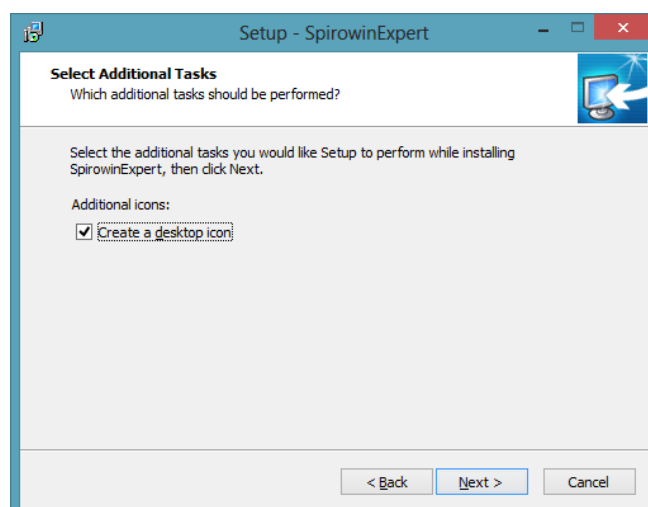 Setup - SpirowinExpert
Select Additional Tasks
Which additional tasks should be performed?
Select the additional tasks you would like Setup to perform while installing
SpirowinExpert, then click Next.
Additional icons:
Create a desktop icon
< Back
Next >
Cancel